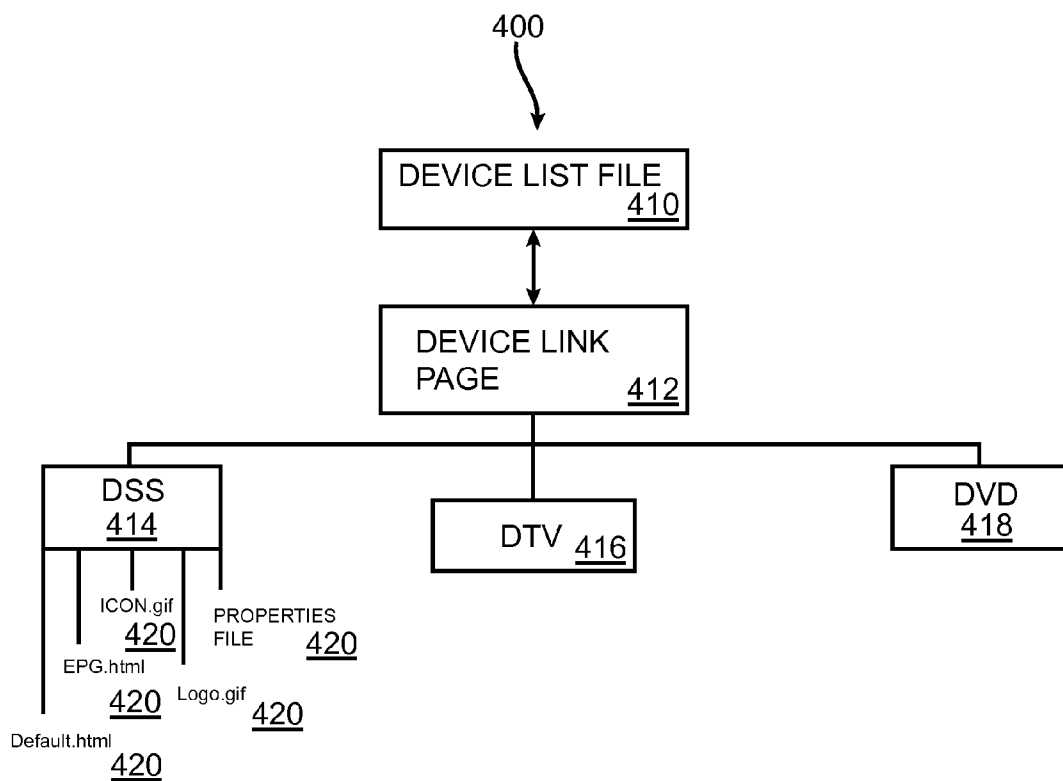 400
DEVICE LIST FILE
410
DEVICE LINK
PAGE
412
DSS
414
DTV 416
DVD
418
ICON.gif
420
PROPERTIES
FILE 420
EPG.html
420
Logo.gif 420
Default.html
420